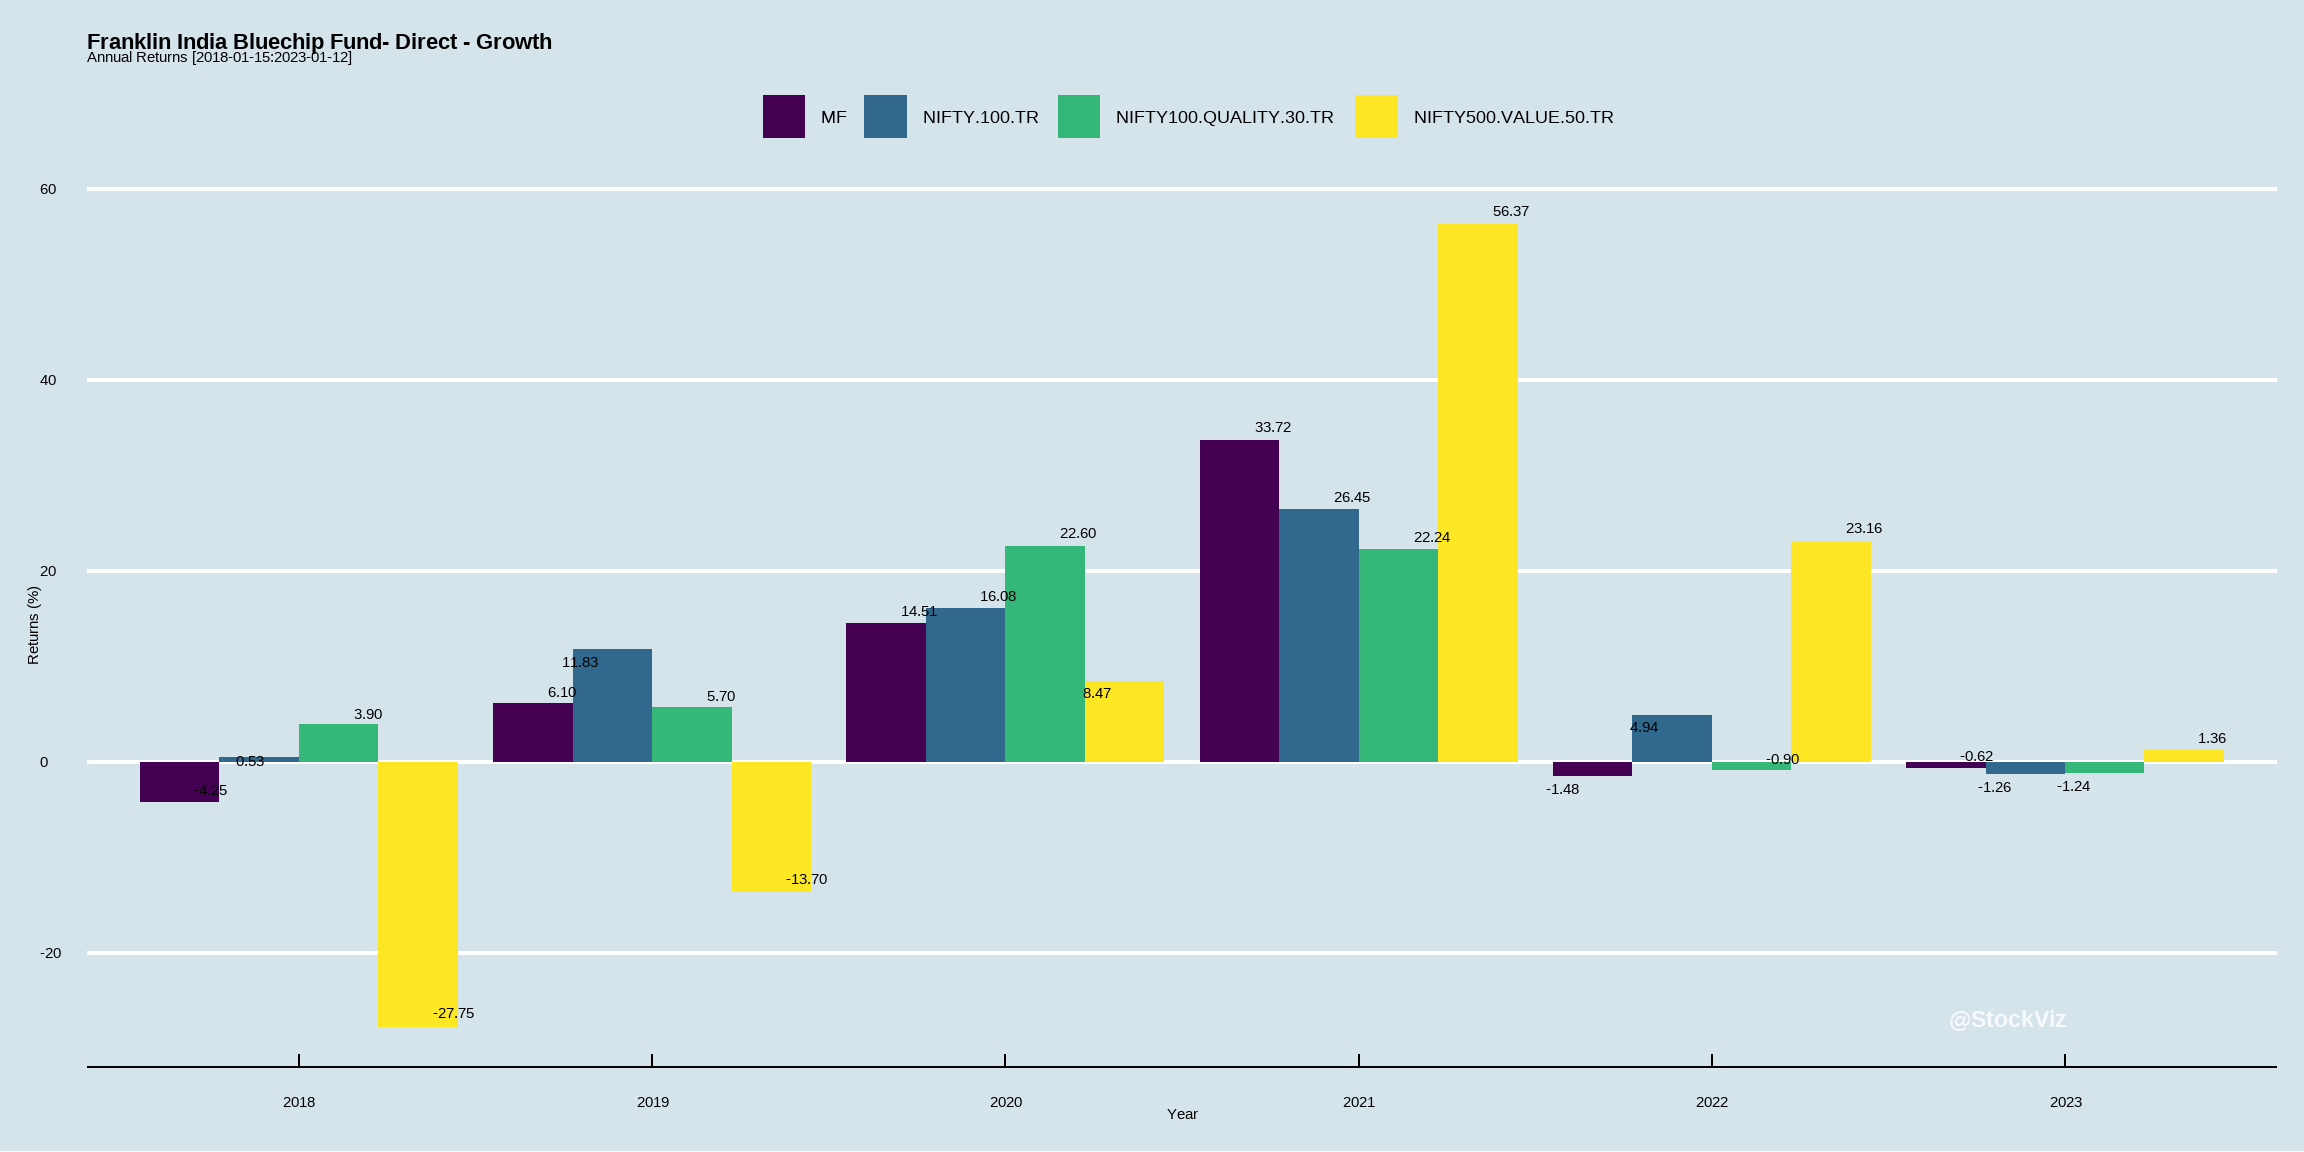 Franklin India Bluechip Fund- Direct - Growth
Annual Returns [2018-01-15:2023-01-12]
MF NIFTY.100.TR NIFTY100.QUALITY.30.TR NIFTY500.VALUE.50.TR
60
56.37
40
33.72
26.45
22.60 22.24 23.16
20
14.51 16.08
11.83
6.10 5.70 8.47
3.90 4.94
0
0.53 -0.90 -0.62 1.36
-4.25 -1.48 -1.26 -1.24
-13.70
-20
-27.75
Returns (%)
@StockViz
2018 2019 2020 2021 2022 2023
Year